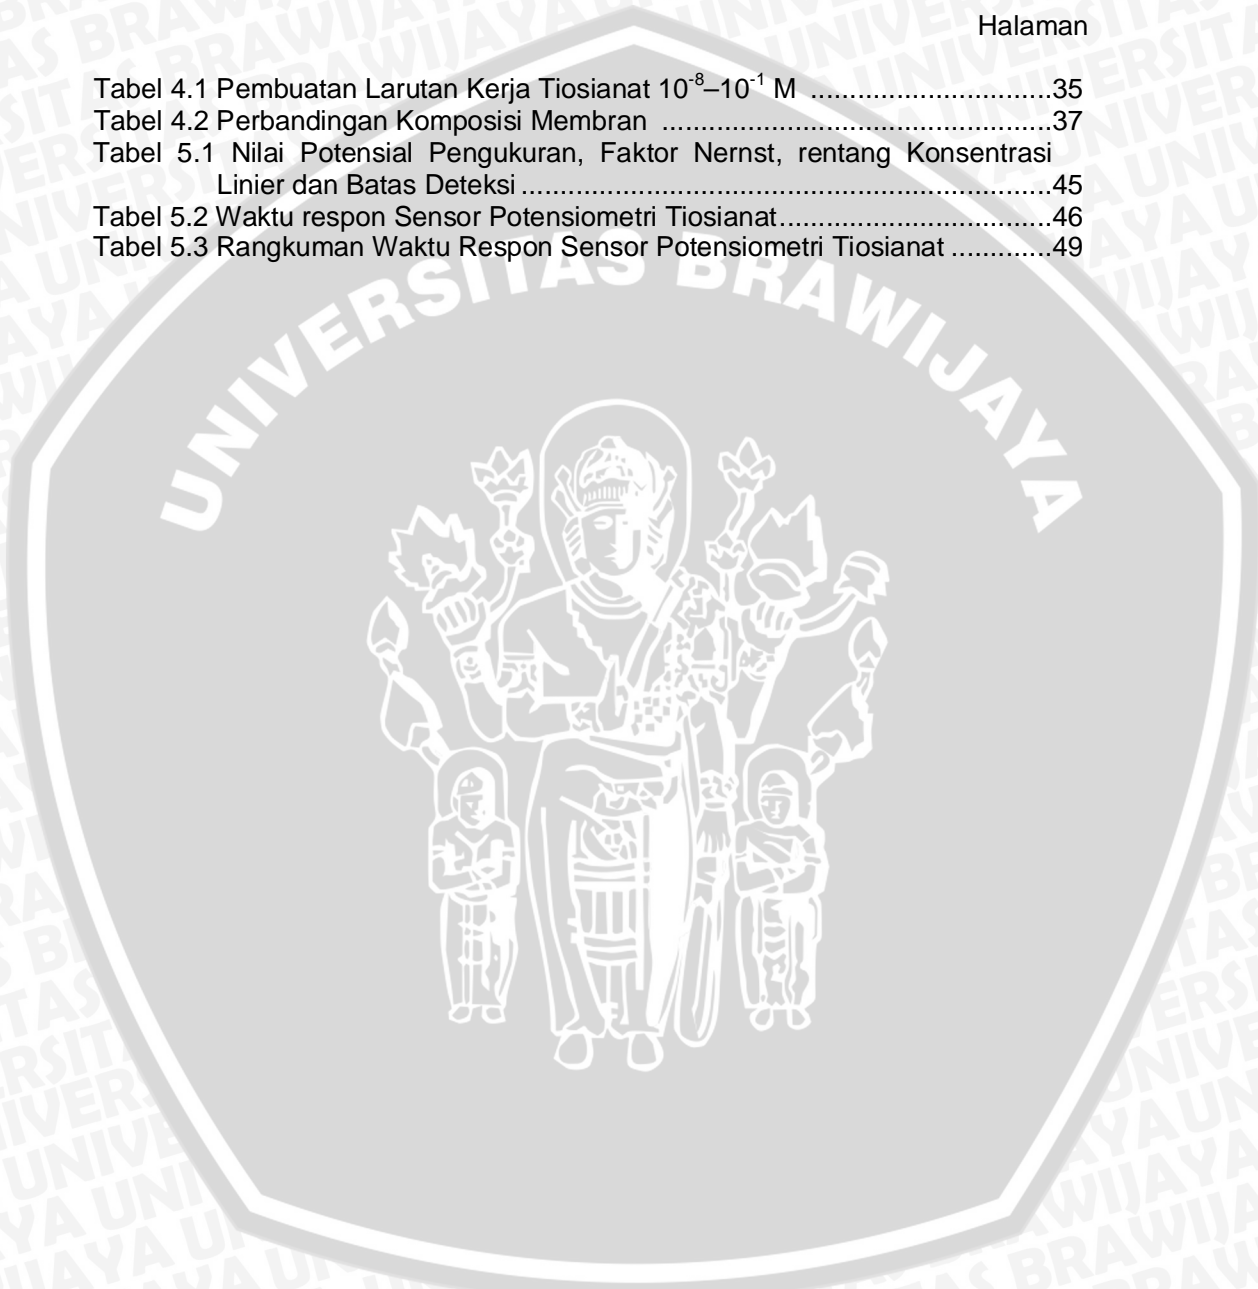 Halaman
Tabel 4.1 Pembuatan Larutan Kerja Tiosianat 10⁻⁸–10⁻¹ M ...............................35
Tabel 4.2 Perbandingan Komposisi Membran ..................................................37
Tabel 5.1 Nilai Potensial Pengukuran, Faktor Nernst, rentang Konsentrasi
Linier dan Batas Deteksi .......................................................................45
Tabel 5.2 Waktu respon Sensor Potensiometri Tiosianat.......................................46
Tabel 5.3 Rangkuman Waktu Respon Sensor Potensiometri Tiosianat .............49
UNIVERSITAS BRAWIJAYA